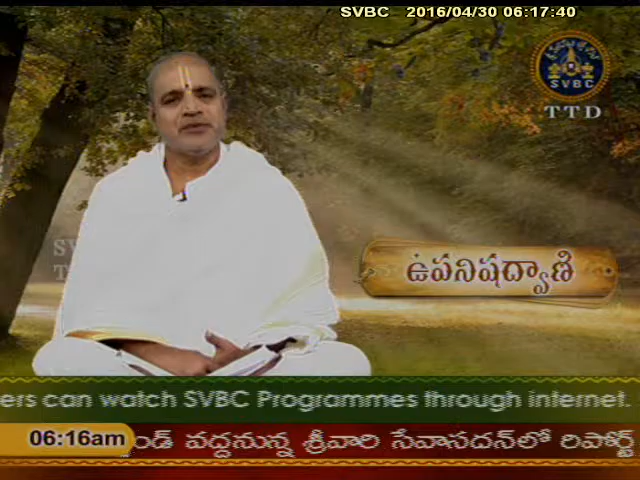 SVBC 2016/04/30 06:17:40
SVBC
TTD
ఉపనిషద్వాణి
ers can watch SVBC Programmes through internet.
06:16am
వద్దనున్న శ్రీవారి సేవాసదన్‌లో రిపోర్ట్